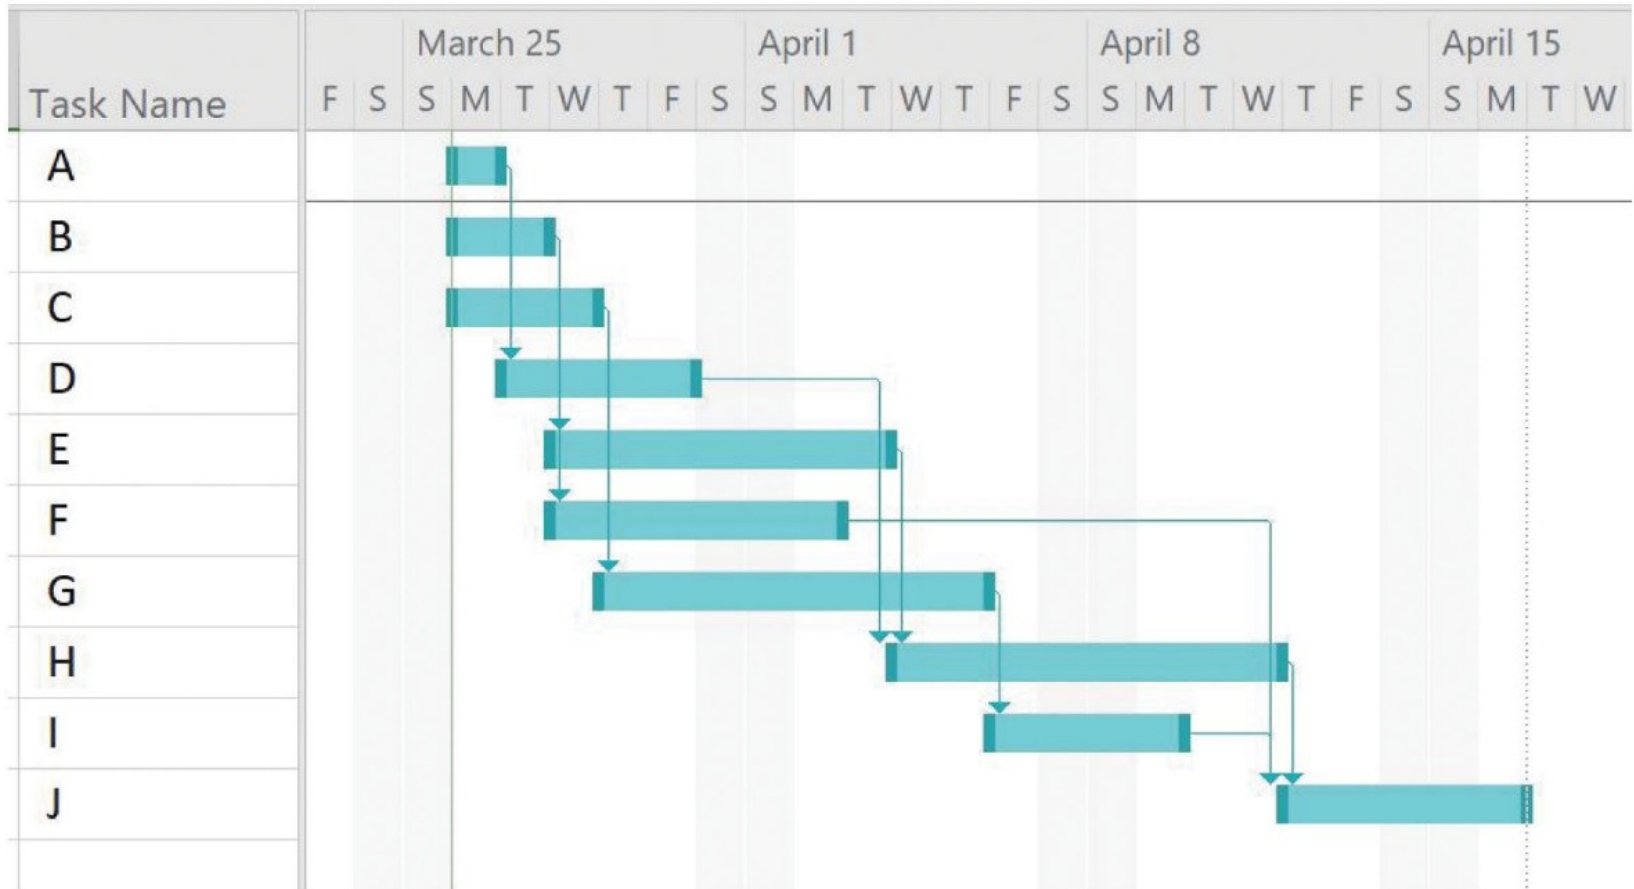 March 25 April 1 April 8 April 15
Task Name F S S M T W T F S S M T W T F S S M T W T F S S M T W
A
B
C
D
E
F
G
H
I
J